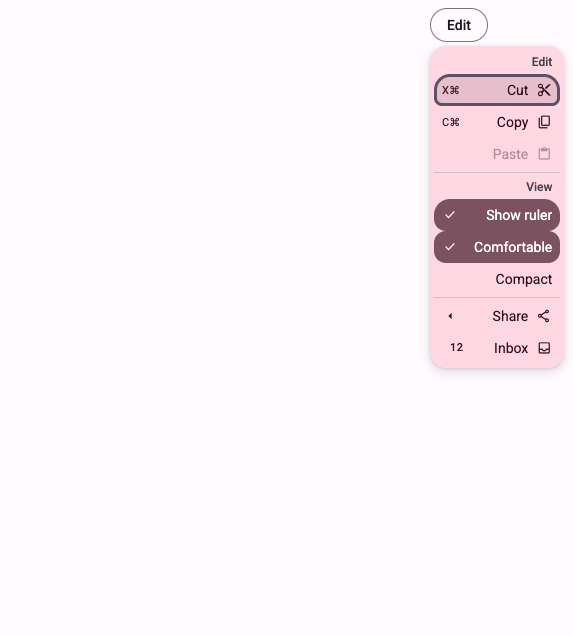 Edit
Edit
Cut X⌘
Copy C⌘
Paste
View
Show ruler
Comfortable
Compact
Share
Inbox 12